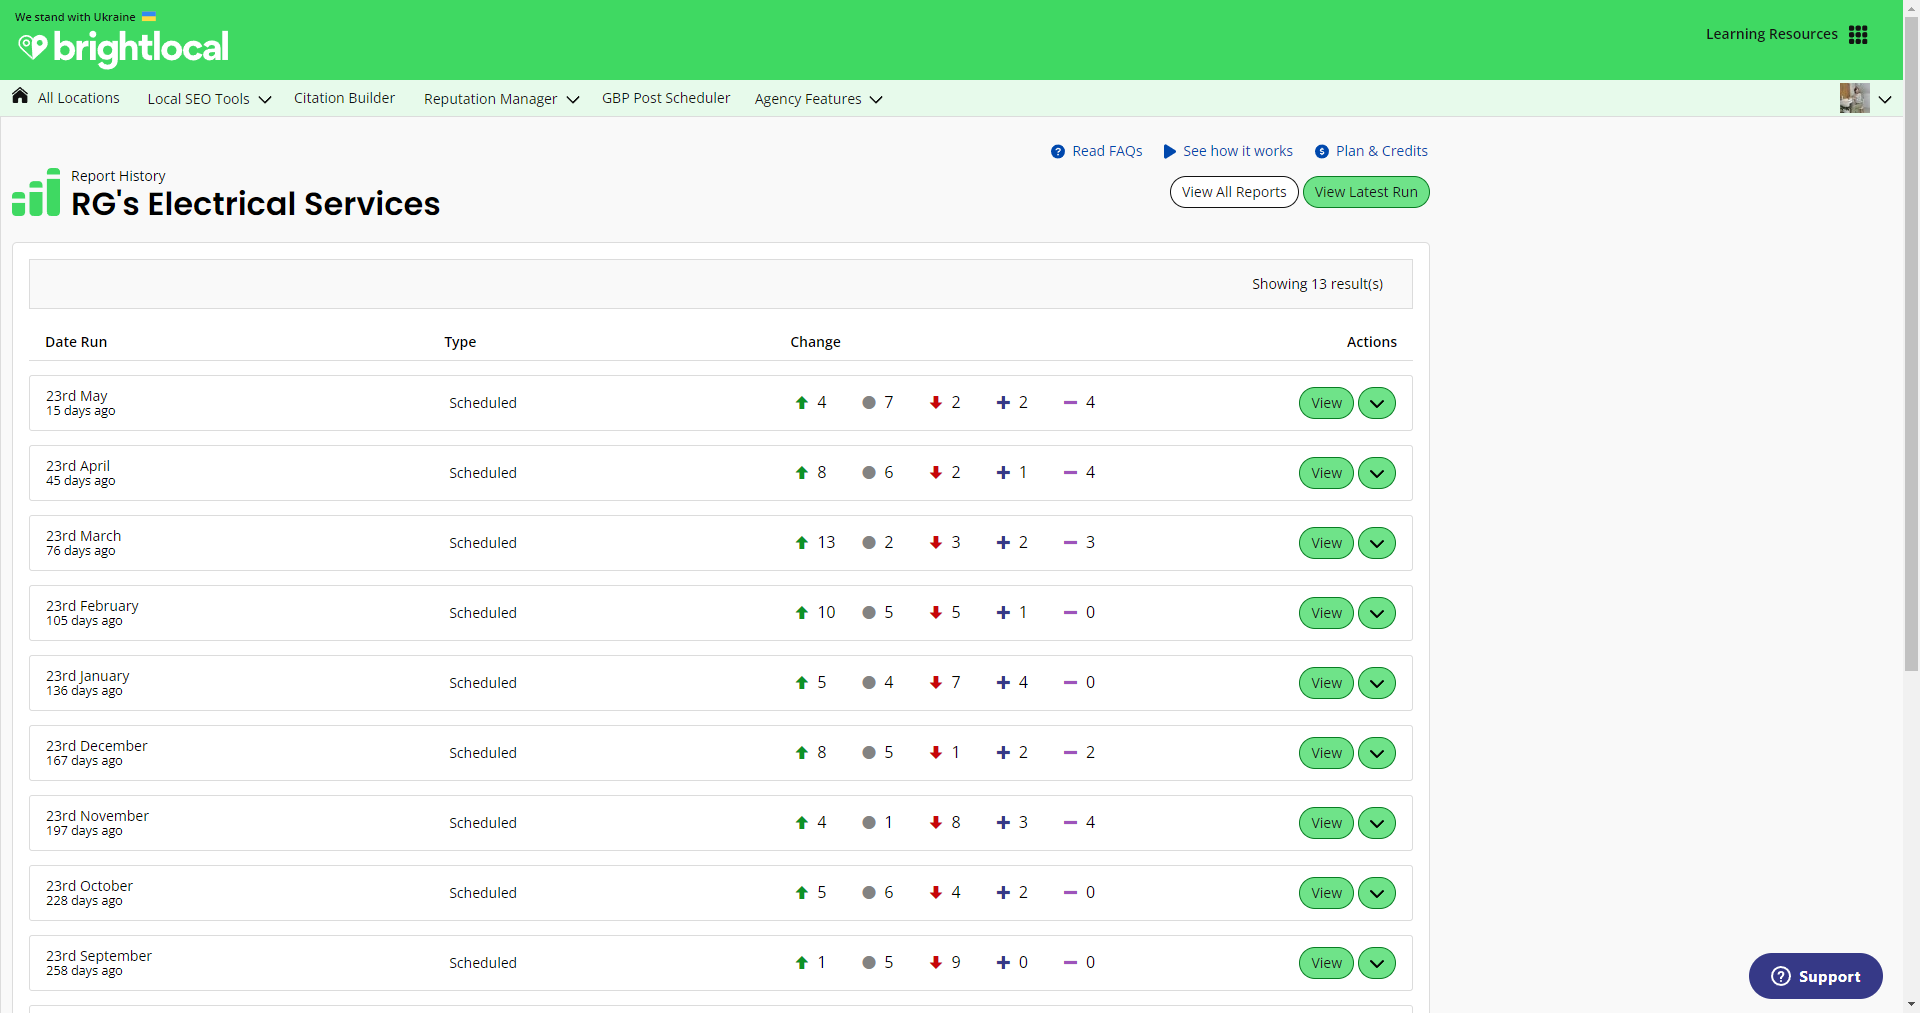 We stand with Ukraine
brightlocal
Learning Resources
All Locations Local SEO Tools Citation Builder Reputation Manager GBP Post Scheduler Agency Features
Read FAQs See how it works Plan & Credits
Report History
RG's Electrical Services
View All Reports View Latest Run
Showing 13 result(s)
Date Run Type Change Actions
23rd May
15 days ago
Scheduled 4 7 2 2 4 View
23rd April
45 days ago
Scheduled 8 6 2 1 4 View
23rd March
76 days ago
Scheduled 13 2 3 2 3 View
23rd February
105 days ago
Scheduled 10 5 5 1 0 View
23rd January
136 days ago
Scheduled 5 4 7 4 0 View
23rd December
167 days ago
Scheduled 8 5 1 2 2 View
23rd November
197 days ago
Scheduled 4 1 8 3 4 View
23rd October
228 days ago
Scheduled 5 6 4 2 0 View
23rd September
258 days ago
Scheduled 1 5 9 0 0 View
Support